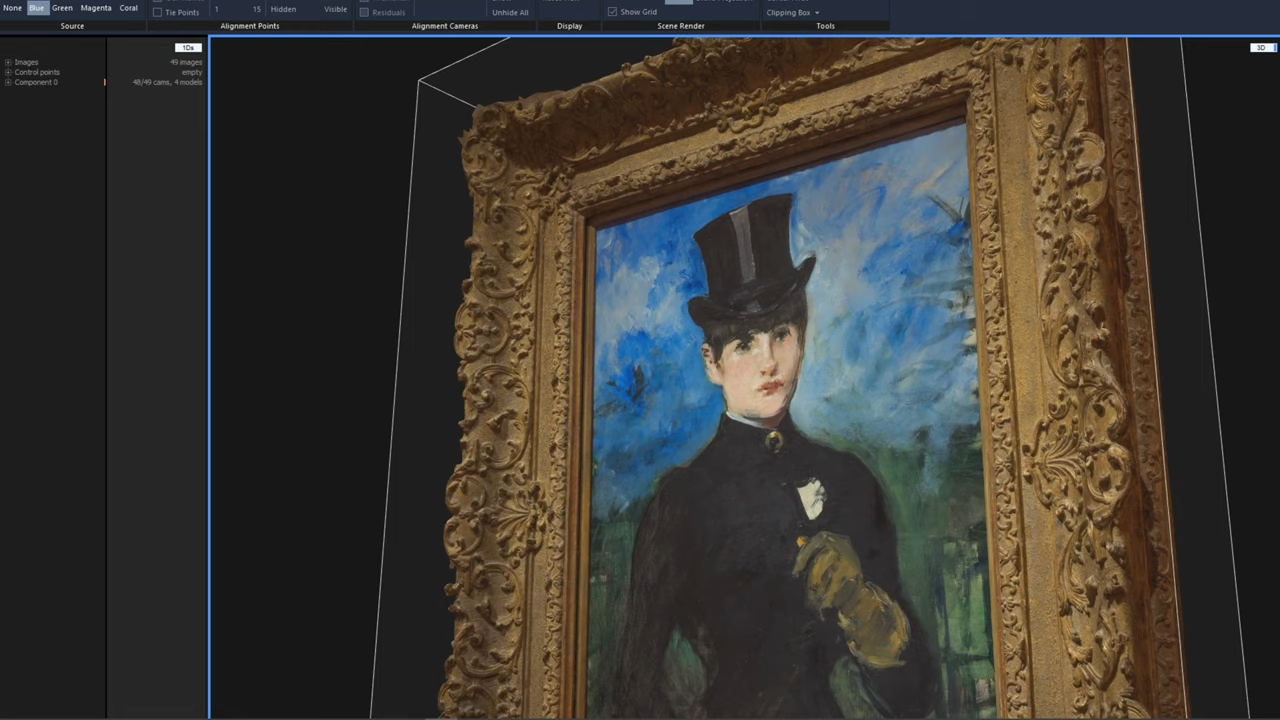 None Blue Green Magenta Coral
Tie Points 1 15 Hidden Visible
Residuals
Unhide All
Show Grid
Clipping Box
Source Alignment Points Alignment Cameras Display Scene Render Tools
1Ds
3D
Images 49 images
Control points empty
Component 0 48/49 cams, 4 models